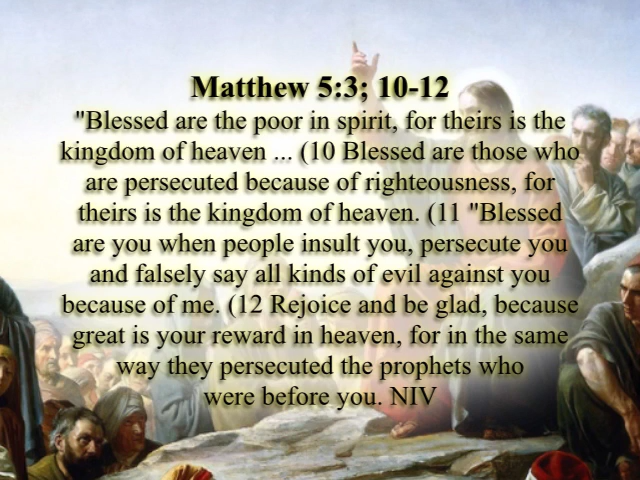 Matthew 5:3; 10-12
"Blessed are the poor in spirit, for theirs is the
kingdom of heaven ... (10 Blessed are those who
are persecuted because of righteousness, for
theirs is the kingdom of heaven. (11 "Blessed
are you when people insult you, persecute you
and falsely say all kinds of evil against you
because of me. (12 Rejoice and be glad, because
great is your reward in heaven, for in the same
way they persecuted the prophets who
were before you. NIV